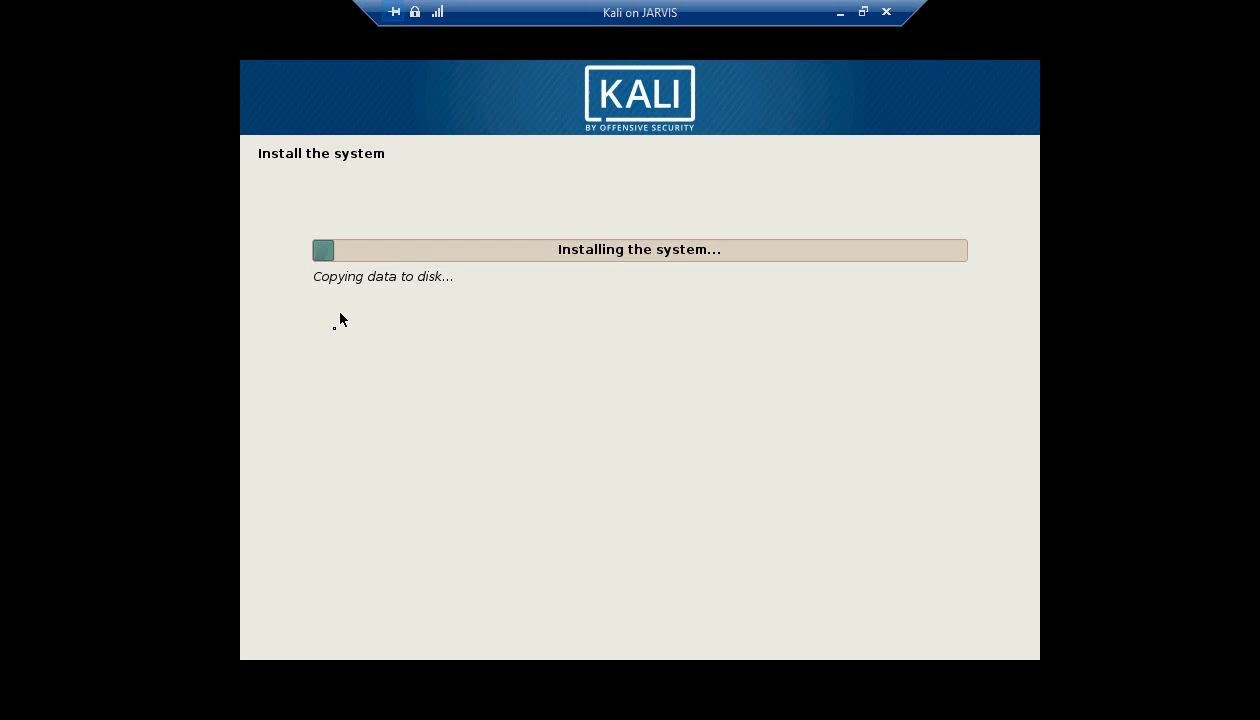 Kali on JARVIS
KALI
BY OFFENSIVE SECURITY
Install the system
Installing the system...
Copying data to disk...